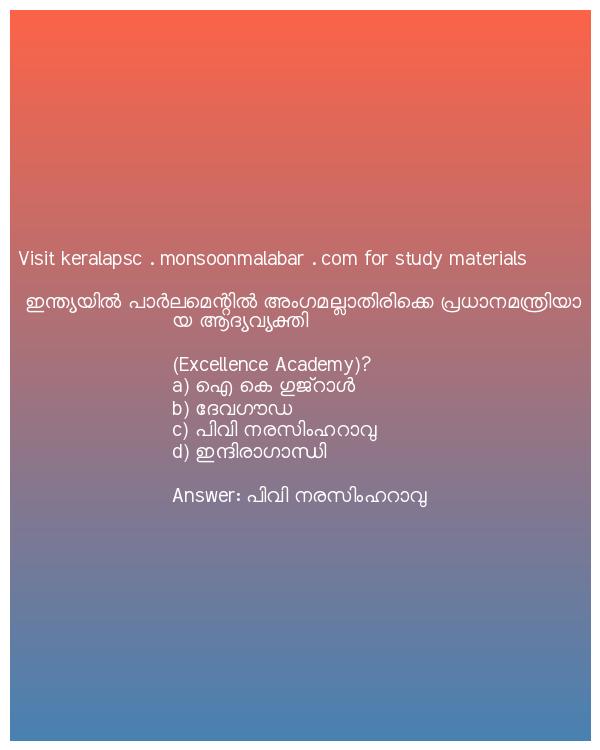 Visit keralapsc . monsoonmalabar . com for study materials
ഇന്ത്യയിൽ പാർലമെന്റിൽ അംഗമല്ലാതിരിക്കെ പ്രധാനമന്ത്രിയാ
യ ആദ്യവ്യക്തി
(Excellence Academy)?
a) ഐ കെ ഗുജ്റാൾ
b) ദേവഗൗഡ
c) പിവി നരസിംഹറാവു
d) ഇന്ദിരാഗാന്ധി
Answer: പിവി നരസിംഹറാവു